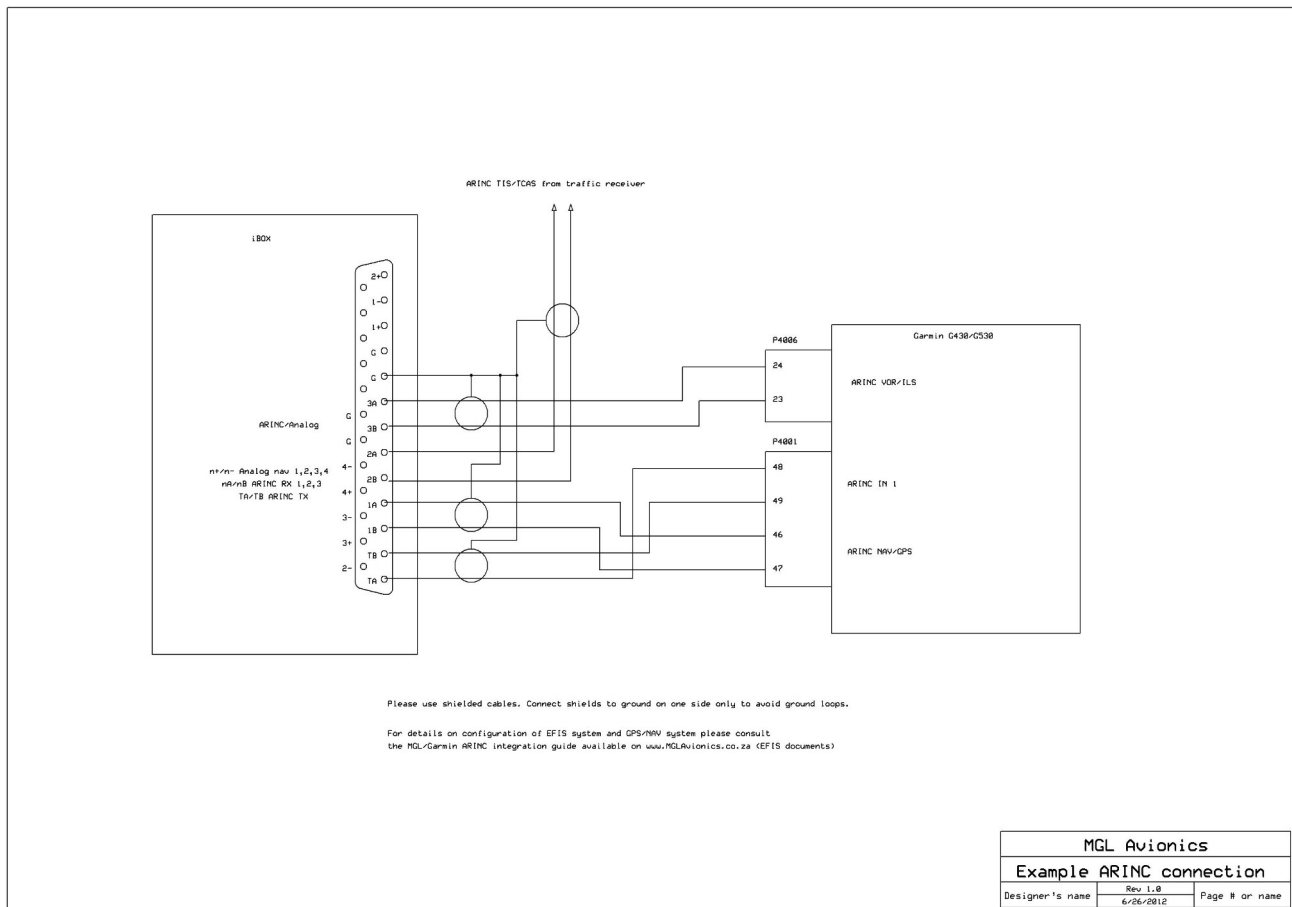 ARINC TIS/TCAS from traffic receiver
iBOX
2+
1-
1+
G
G
3A
G
ARINC/Analog
3B
G
2A
4-
n+/n- Analog nav 1,2,3,4
nA/nB ARINC RX 1,2,3
TA/TB ARINC TX
2B
4+
1A
3-
1B
3+
TB
2-
TA
P4006
24
23
Garmin G430/G530
ARINC VOR/ILS
P4001
48
49
46
47
ARINC IN 1
ARINC NAV/GPS
Please use shielded cables. Connect shields to ground on one side only to avoid ground loops.
For details on configuration of EFIS system and GPS/NAV system please consult
the MGL/Garmin ARINC integration guide available on www.MGLAvionics.co.za (EFIS documents)
MGL Avionics
Example ARINC connection
Designer's name
Rev 1.0
6/26/2012
Page # or name